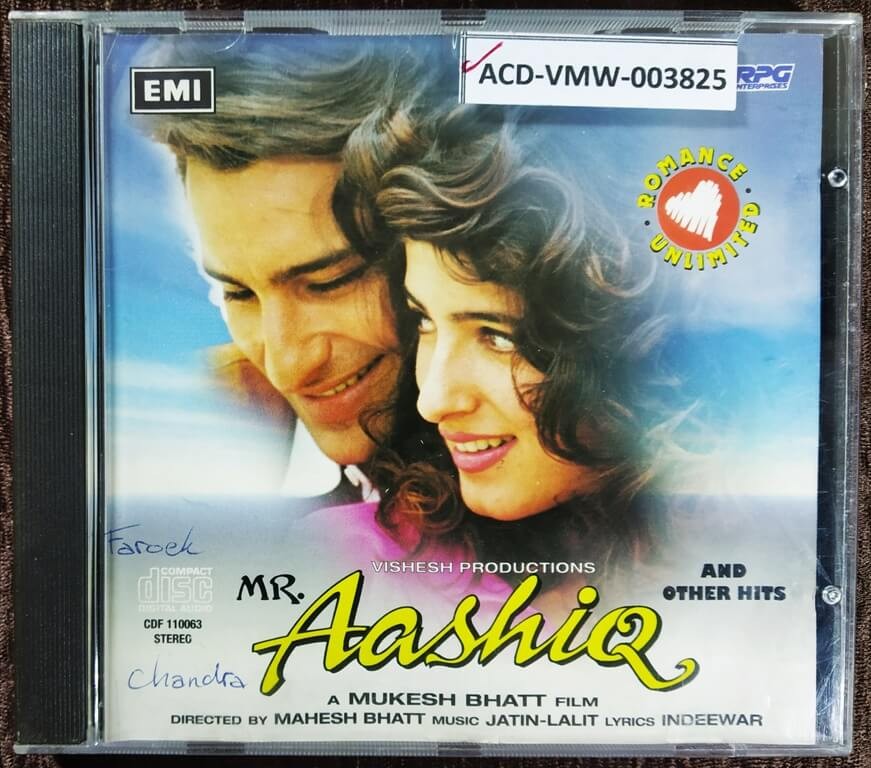 EMI
✓ACD-VMW-003825
RPG
ENTERPRISES
ROMANCE
UNLIMITED
Faroek
VISHESH PRODUCTIONS
COMPACT
disc
DIGITAL AUDIO
MR.
Aashiq
AND
OTHER HITS
CDF 110063
STEREO
Chandra
A MUKESH BHATT FILM
DIRECTED BY MAHESH BHATT MUSIC JATIN-LALIT LYRICS INDEEWAR